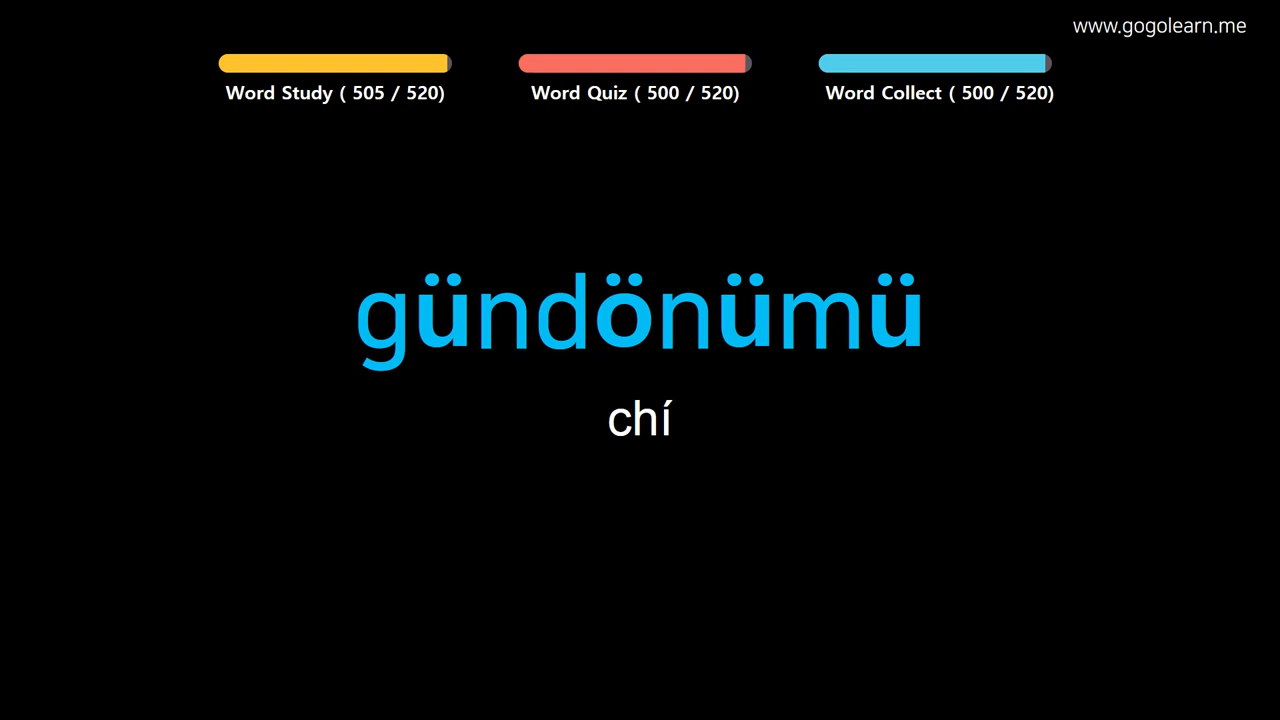 www.gogolearn.me
Word Study ( 505 / 520)
Word Quiz ( 500 / 520)
Word Collect ( 500 / 520)
gündönümü
chí